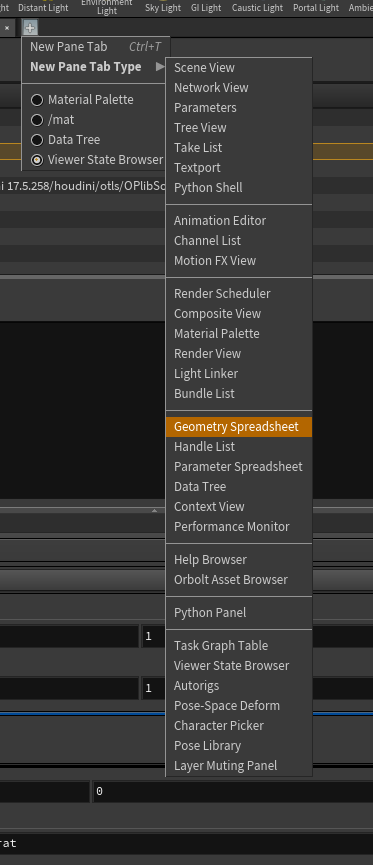 ht Distant Light Environment Light Sky Light GI Light Caustic Light Portal Light Ambie
New Pane Tab Ctrl+T
New Pane Tab Type
Material Palette
/mat
Data Tree
Viewer State Browser
i 17.5.258/houdini/otls/OPlibSc
Scene View
Network View
Parameters
Tree View
Take List
Textport
Python Shell
Animation Editor
Channel List
Motion FX View
Render Scheduler
Composite View
Material Palette
Render View
Light Linker
Bundle List
Geometry Spreadsheet
Handle List
Parameter Spreadsheet
Data Tree
Context View
Performance Monitor
Help Browser
Orbolt Asset Browser
Python Panel
Task Graph Table
Viewer State Browser
Autorigs
Pose-Space Deform
Character Picker
Pose Library
Layer Muting Panel
1
1
0
rat